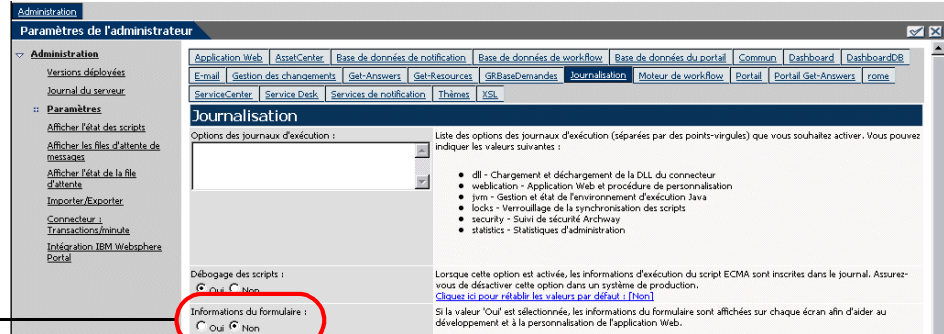 Administration
Paramètres de l'administrateur
Administration
Versions déployées
Journal du serveur
Paramètres
Afficher l'état des scripts
Afficher les files d'attente de
messages
Afficher l'état de la file
d'attente
Importer/Exporter
Connecteur :
Transactions/minute
Intégration IBM Websphere
Portal
Application Web AssetCenter Base de données de notification Base de données de workflow Base de données du portail Commun Dashboard DashboardDB
E-mail Gestion des changements Get-Answers Get-Resources GRBaseDemandes Journalisation Moteur de workflow Portail Portail Get-Answers rome
ServiceCenter Service Desk Services de notification Thèmes XSL
Journalisation
Options des journaux d'exécution :
Liste des options des journaux d'exécution (séparées par des points-virgules) que vous souhaitez activer. Vous pouvez
indiquer les valeurs suivantes :
dll - Chargement et déchargement de la DLL du connecteur
weblication - Application Web et procédure de personnalisation
jvm - Gestion et état de l'environnement d'exécution Java
locks - Verrouillage de la synchronisation des scripts
security - Suivi de sécurité Archway
statistics - Statistiques d'administration
Débogage des scripts :
Oui Non
Lorsque cette option est activée, les informations d'exécution du script ECMA sont inscrites dans le journal. Assurez-
vous de désactiver cette option dans un système de production.
Cliquez ici pour rétablir les valeurs par défaut : [Non]
Informations du formulaire :
Oui Non
Si la valeur 'Oui' est sélectionnée, les informations du formulaire sont affichées sur chaque écran afin d'aider au
développement et à la personnalisation de l'application Web.